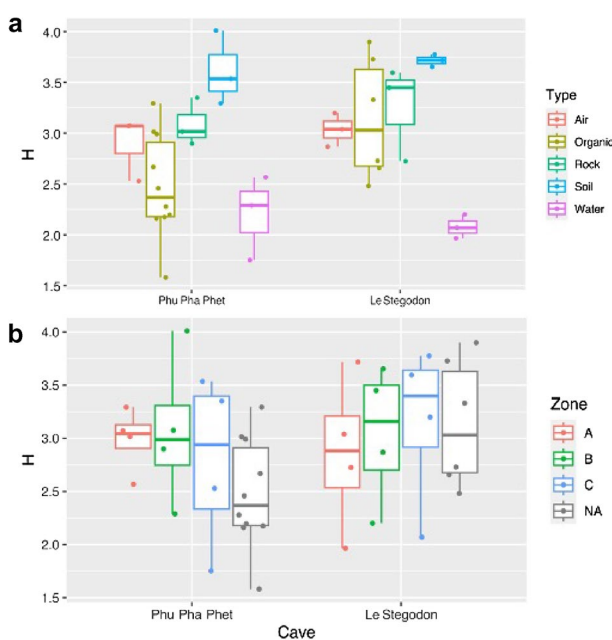 a
4.0
3.5
3.0
2.5
2.0
1.5
H
Phu Pha Phet
Le Stegodon
Type
Air
Organic
Rock
Soil
Water
b
4.0
3.5
3.0
2.5
2.0
1.5
H
Phu Pha Phet
Le Stegodon
Cave
Zone
A
B
C
NA